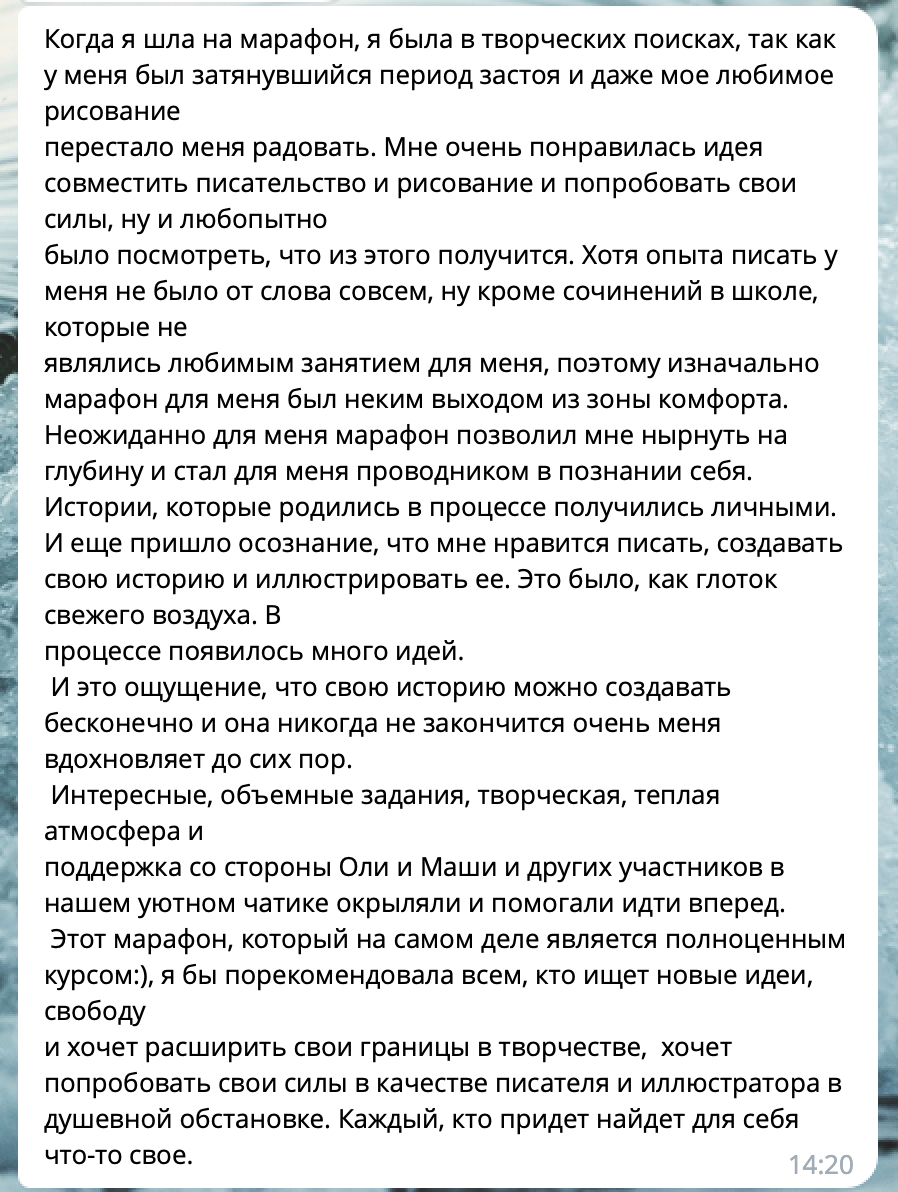 Когда я шла на марафон, я была в творческих поисках, так как
у меня был затянувшийся период застоя и даже мое любимое
рисование
перестало меня радовать. Мне очень понравилась идея
совместить писательство и рисование и попробовать свои
силы, ну и любопытно
было посмотреть, что из этого получится. Хотя опыта писать у
меня не было от слова совсем, ну кроме сочинений в школе,
которые не
являлись любимым занятием для меня, поэтому изначально
марафон для меня был неким выходом из зоны комфорта.
Неожиданно для меня марафон позволил мне нырнуть на
глубину и стал для меня проводником в познании себя.
Истории, которые родились в процессе получились личными.
И еще пришло осознание, что мне нравится писать, создавать
свою историю и иллюстрировать ее. Это было, как глоток
свежего воздуха. В
процессе появилось много идей.
И это ощущение, что свою историю можно создавать
бесконечно и она никогда не закончится очень меня
вдохновляет до сих пор.
Интересные, объемные задания, творческая, теплая
атмосфера и
поддержка со стороны Оли и Маши и других участников в
нашем уютном чатике окрыляли и помогали идти вперед.
Этот марафон, который на самом деле является полноценным
курсом:), я бы порекомендовала всем, кто ищет новые идеи,
свободу
и хочет расширить свои границы в творчестве,  хочет
попробовать свои силы в качестве писателя и иллюстратора в
душевной обстановке. Каждый, кто придет найдет для себя
что-то свое.
14:20